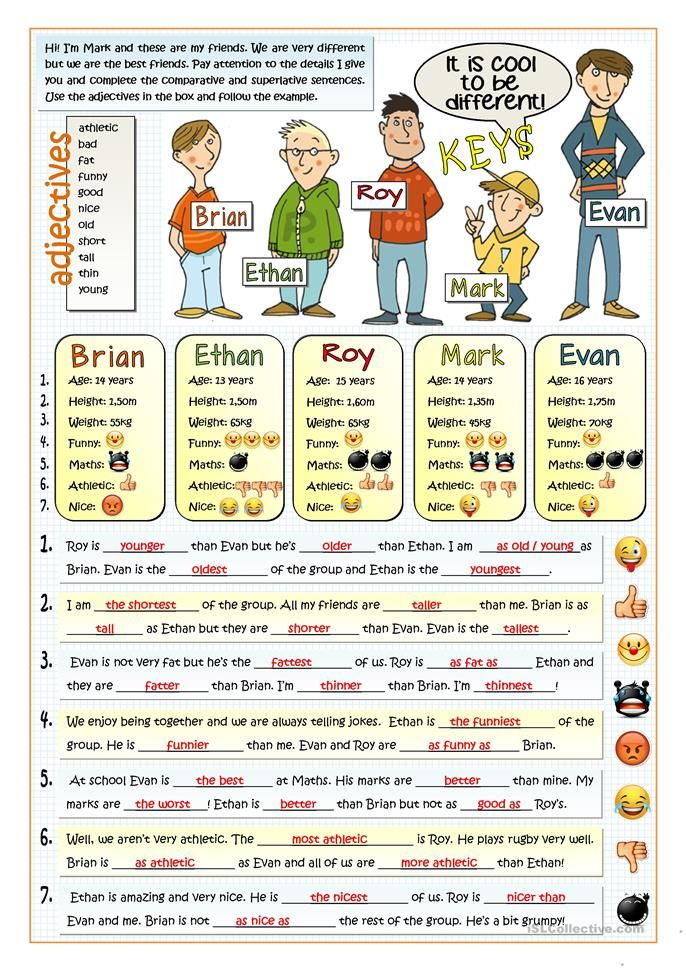 Hi! I'm Mark and these are my friends. We are very different
but we are the best friends. Pay attention to the details I give
you and complete the comparative and superlative sentences.
Use the adjectives in the box and follow the example.
It is cool
to be
different!
KEYS
adjectives
athletic
bad
fat
funny
good
nice
old
short
tall
thin
young
Brian
Ethan
Roy
Mark
Evan
Brian Ethan Roy Mark Evan
1. Age: 14 years Age: 13 years Age: 15 years Age: 14 years Age: 16 years
2. Height: 1,50m Height: 1,50m Height: 1,60m Height: 1,35m Height: 1,75m
3. Weight: 55kg Weight: 65kg Weight: 65kg Weight: 45kg Weight: 70kg
4. Funny: Funny: Funny: Funny: Funny:
5. Maths: Maths: Maths: Maths: Maths:
6. Athletic: Athletic: Athletic: Athletic: Athletic:
7. Nice: Nice: Nice: Nice: Nice:
1. Roy is younger than Evan but he's older than Ethan. I am as old / young as
Brian. Evan is the oldest of the group and Ethan is the youngest.
2. I am the shortest of the group. All my friends are taller than me. Brian is as
tall as Ethan but they are shorter than Evan. Evan is the tallest.
3. Evan is not very fat but he's the fattest of us. Roy is as fat as Ethan and
they are fatter than Brian. I'm thinner than Brian. I'm thinnest!
4. We enjoy being together and we are always telling jokes. Ethan is the funniest of the
group. He is funnier than me. Evan and Roy are as funny as Brian.
5. At school Evan is the best at Maths. His marks are better than mine. My
marks are the worst! Ethan is better than Brian but not as good as Roy's.
6. Well, we aren't very athletic. The most athletic is Roy. He plays rugby very well.
Brian is as athletic as Evan and all of us are more athletic than Ethan!
7. Ethan is amazing and very nice. He is the nicest of us. Roy is nicer than
Evan and me. Brian is not as nice as the rest of the group. He's a bit grumpy!
iSLCollective.com